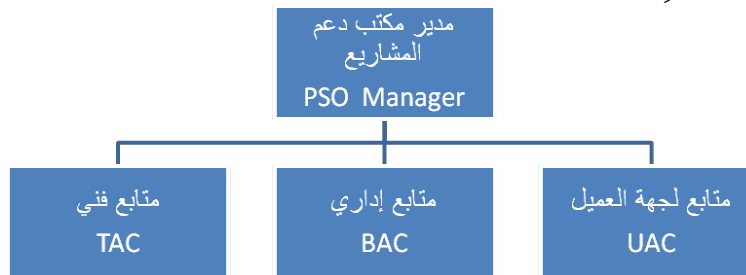 مدير مكتب دعم
المشاريع
PSO Manager
متابع فني
TAC
متابع إداري
BAC
متابع لجهة العميل
UAC